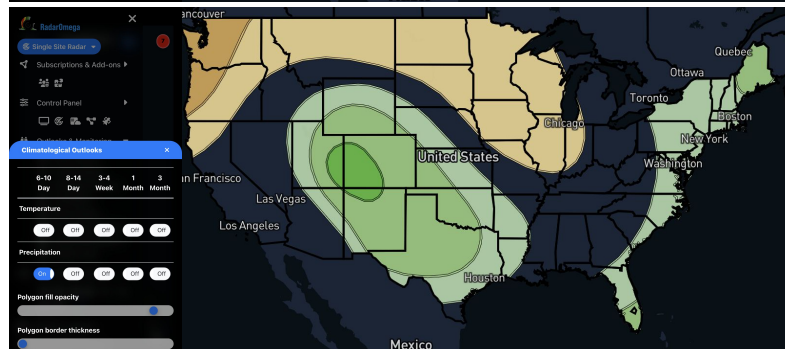 RadarOmega
?
Single Site Radar
Subscriptions & Add-ons
Control Panel
Climatological Outlooks
6-10 Day
8-14 Day
3-4 Week
1 Month
3 Month
Temperature
Off Off Off Off Off
Precipitation
On Off Off Off Off
Polygon fill opacity
Polygon border thickness
ancouver
Quebec
Ottawa
Toronto
Boston
Chicago
New York
United States
Washington
n Francisco
Las Vegas
Los Angeles
Houston
Mexico